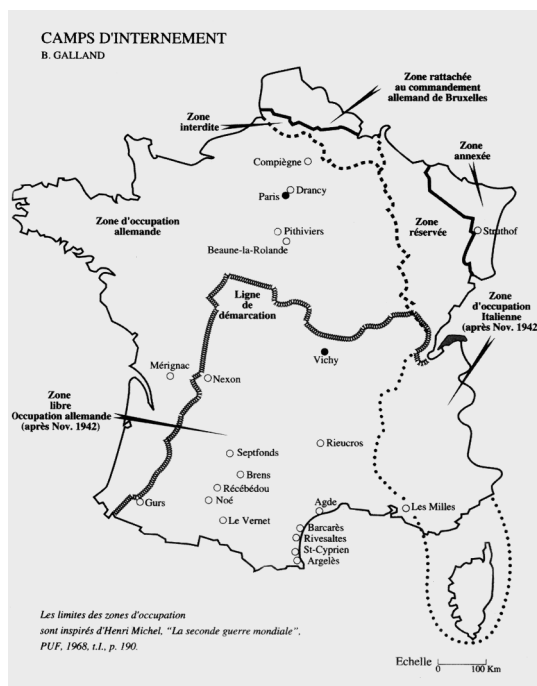 CAMPS D'INTERNEMENT
B. GALLAND
Zone rattachée
au commandement
allemand de Bruxelles
Zone
interdite
Zone
annexée
Compiègne
Drancy
Paris
Zone d'occupation
allemande
Zone
réservée
Struthof
Pithiviers
Beaune-la-Rolande
Ligne
de
démarcation
Zone
d'occupation
Italienne
(après Nov. 1942)
Vichy
Mérignac
Nexon
Zone
libre
Occupation allemande
(après Nov. 1942)
Rieucros
Septfonds
Brens
Récébédou
Noé
Gurs
Agde
Les Milles
Le Vernet
Barcarès
Rivesaltes
St-Cyprien
Argelès
Les limites des zones d'occupation
sont inspirés d'Henri Michel, "La seconde guerre mondiale",
PUF, 1968, t.I., p. 190.
Echelle
0 100 Km